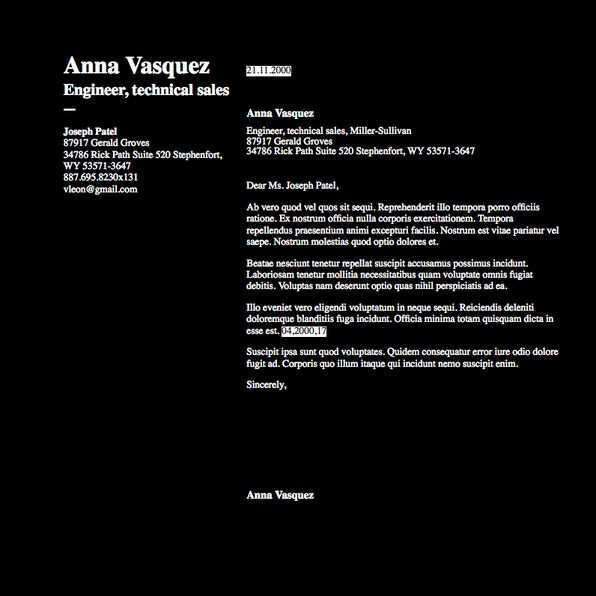 Anna Vasquez
Engineer, technical sales
Joseph Patel
87917 Gerald Groves
34786 Rick Path Suite 520 Stephenfort,
WY 53571-3647
887.695.8230x131
vleon@gmail.com
21.11.2000
Anna Vasquez
Engineer, technical sales, Miller-Sullivan
87917 Gerald Groves
34786 Rick Path Suite 520 Stephenfort, WY 53571-3647
Dear Ms. Joseph Patel,
Ab vero quod vel quos sit sequi. Reprehenderit illo tempora porro officiis
ratione. Ex nostrum officia nulla corporis exercitationem. Tempora
repellendus praesentium animi excepturi facilis. Nostrum est vitae pariatur vel
saepe. Nostrum molestias quod optio dolores et.
Beatae nesciunt tenetur repellat suscipit accusamus possimus incidunt.
Laboriosam tenetur mollitia necessitatibus quam voluptate omnis fugiat
debitis. Voluptas nam deserunt optio quas nihil perspiciatis ad ea.
Illo eveniet vero eligendi voluptatum in neque sequi. Reiciendis deleniti
doloremque blanditiis fuga incidunt. Officia minima totam quisquam dicta in
esse est. 04,2000,17
Suscipit ipsa sunt quod voluptates. Quidem consequatur error iure odio dolore
fugit ad. Corporis quo illum itaque qui incidunt nemo suscipit enim.
Sincerely,
Anna Vasquez